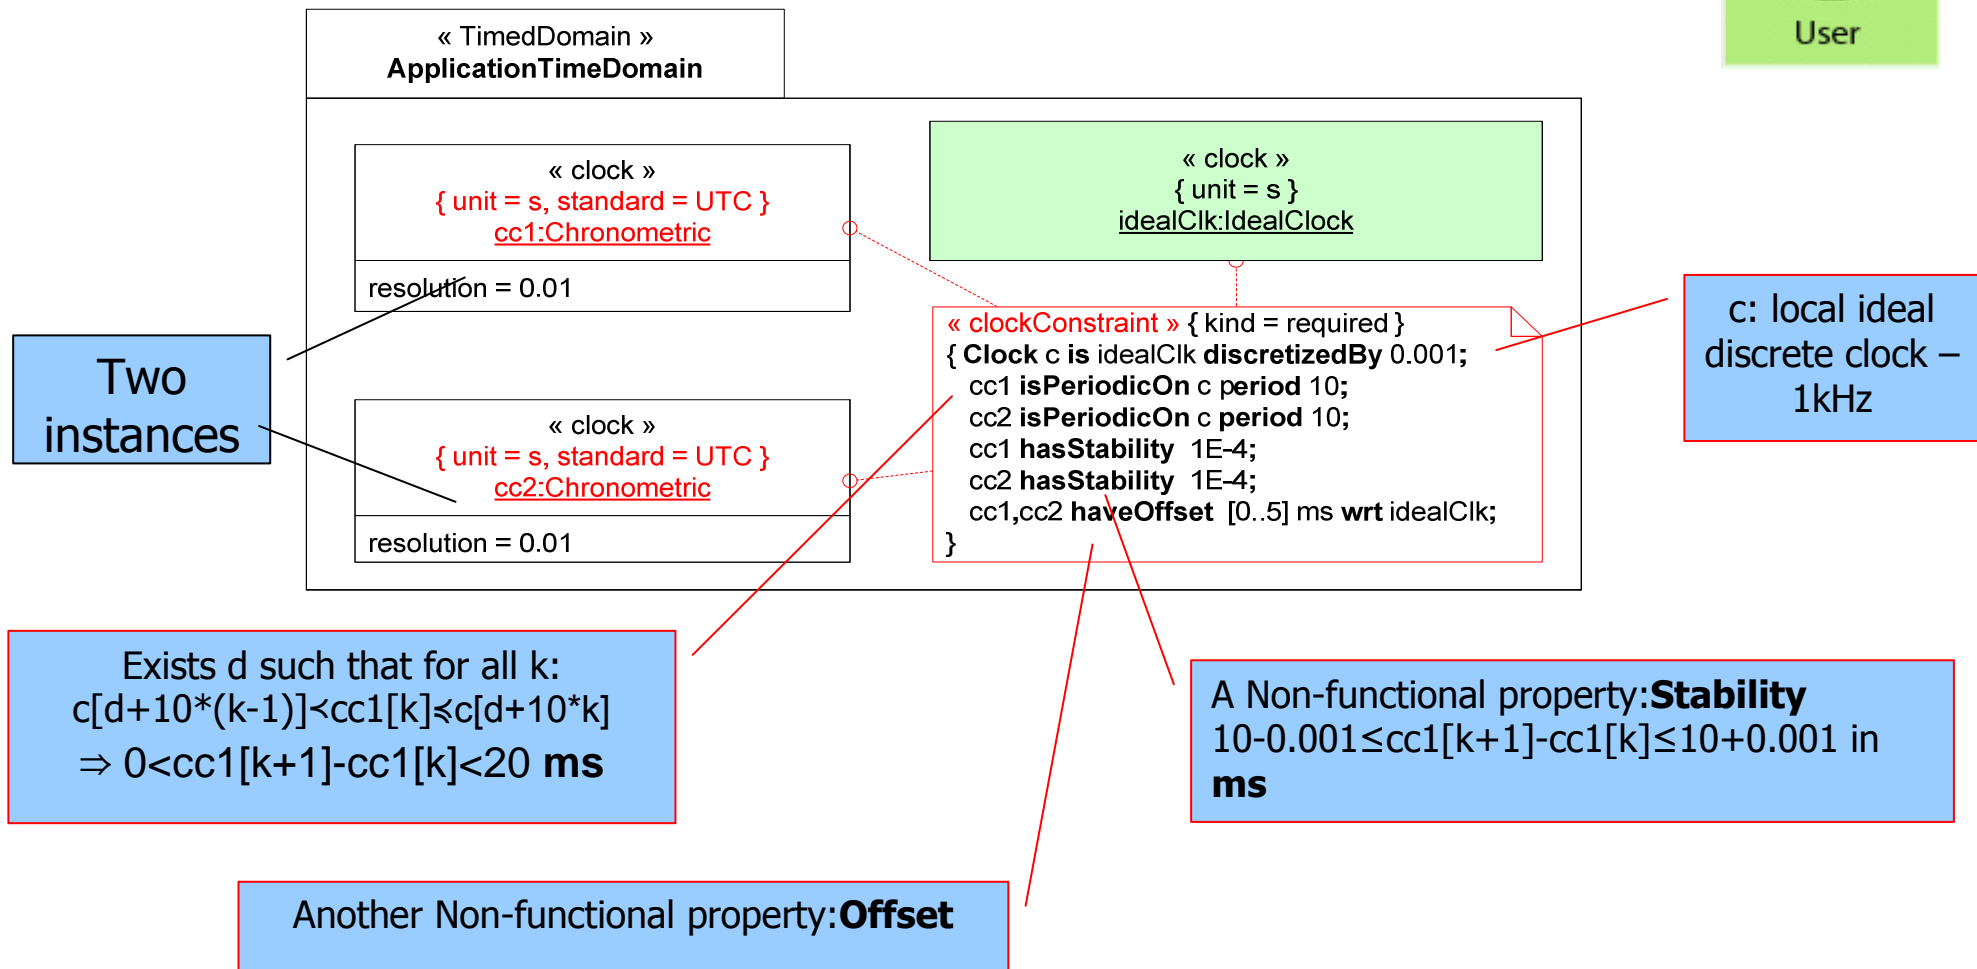 User
« TimedDomain »
ApplicationTimeDomain
« clock »
{ unit = s, standard = UTC }
cc1:Chronometric
resolution = 0.01
« clock »
{ unit = s }
idealClk:IdealClock
« clockConstraint » { kind = required }
{ Clock c is idealClk discretizedBy 0.001;
cc1 isPeriodicOn c period 10;
cc2 isPeriodicOn c period 10;
cc1 hasStability 1E-4;
cc2 hasStability 1E-4;
cc1,cc2 haveOffset [0..5] ms wrt idealClk;
}
c: local ideal
discrete clock –
1kHz
Two
instances
« clock »
{ unit = s, standard = UTC }
cc2:Chronometric
resolution = 0.01
Exists d such that for all k:
c[d+10*(k-1)]≺cc1[k]≼c[d+10*k]
⇒ 0<cc1[k+1]-cc1[k]<20 ms
A Non-functional property:Stability
10-0.001≤cc1[k+1]-cc1[k]≤10+0.001 in
ms
Another Non-functional property:Offset